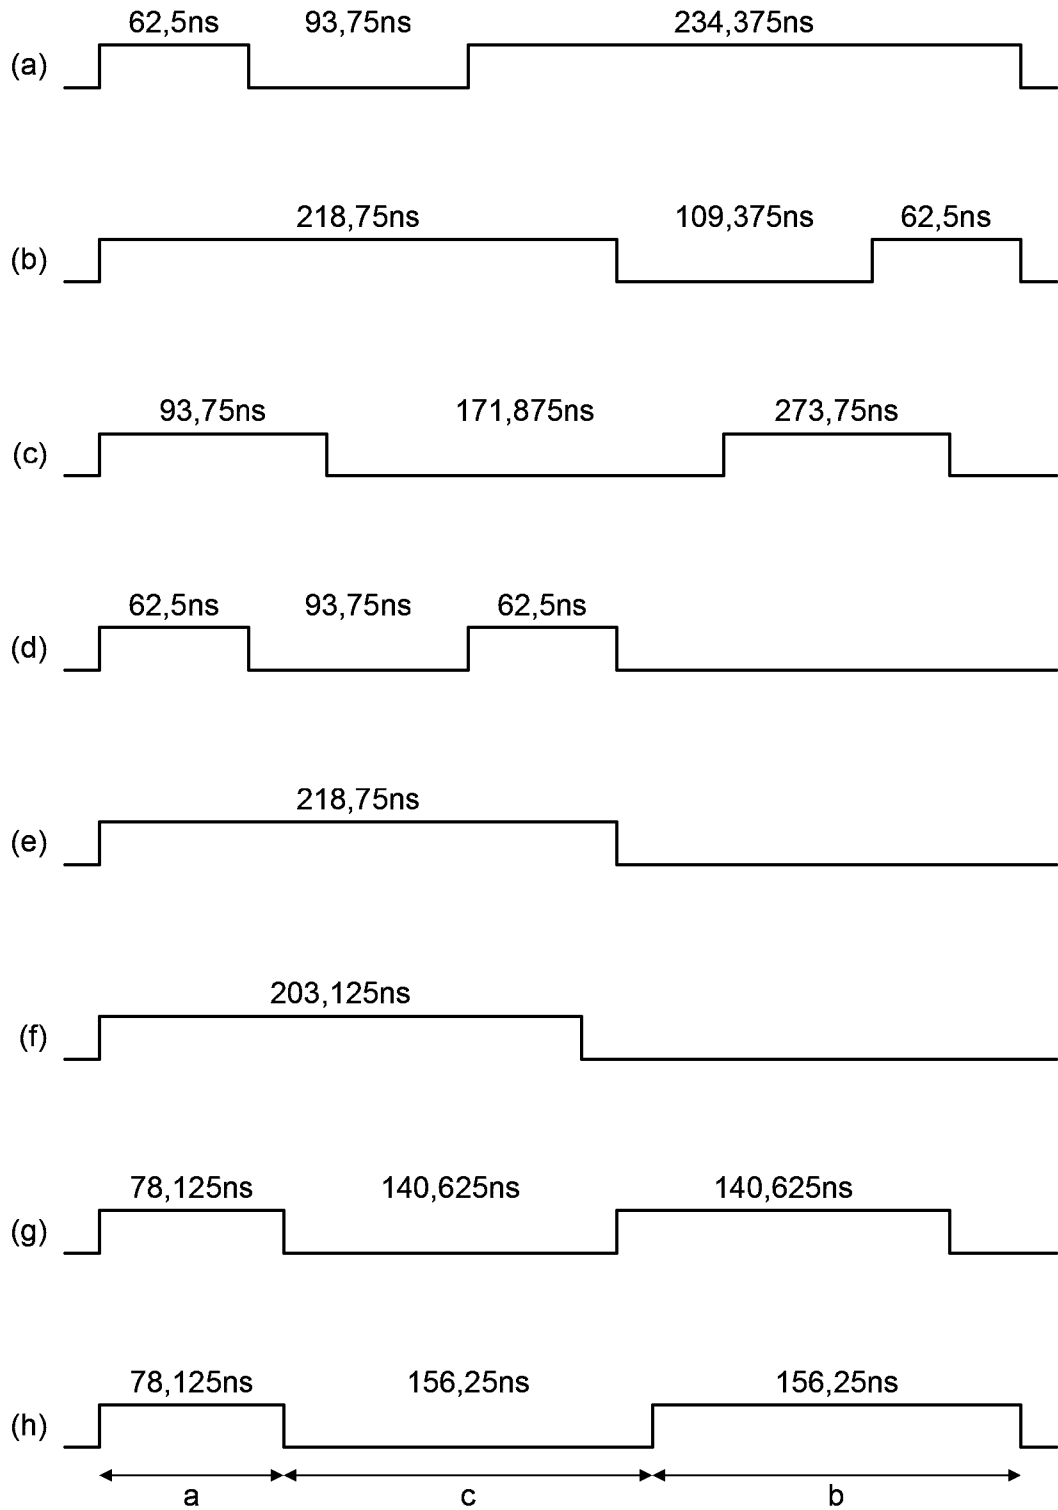 62,5ns 93,75ns 234,375ns
(a)
218,75ns 109,375ns 62,5ns
(b)
93,75ns 171,875ns 273,75ns
(c)
62,5ns 93,75ns 62,5ns
(d)
218,75ns
(e)
203,125ns
(f)
78,125ns 140,625ns 140,625ns
(g)
78,125ns 156,25ns 156,25ns
(h)
a c b